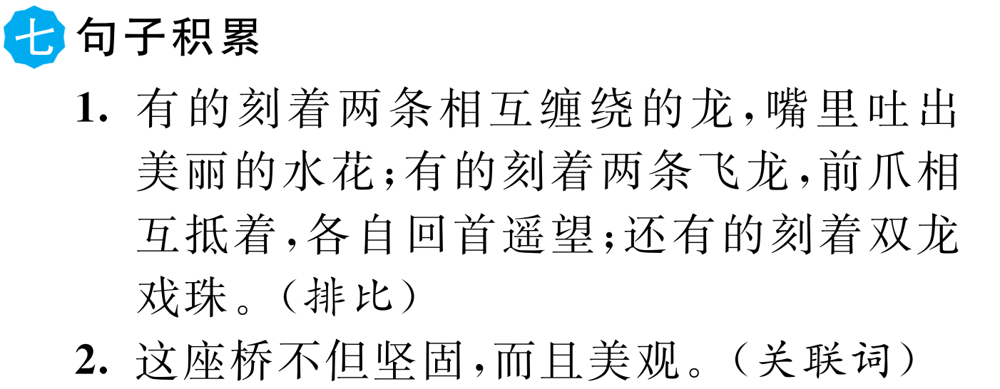 七 句子积累
1. 有的刻着两条相互缠绕的龙,嘴里吐出
美丽的水花;有的刻着两条飞龙,前爪相
互抵着,各自回首遥望;还有的刻着双龙
戏珠。(排比)
2. 这座桥不但坚固,而且美观。(关联词)